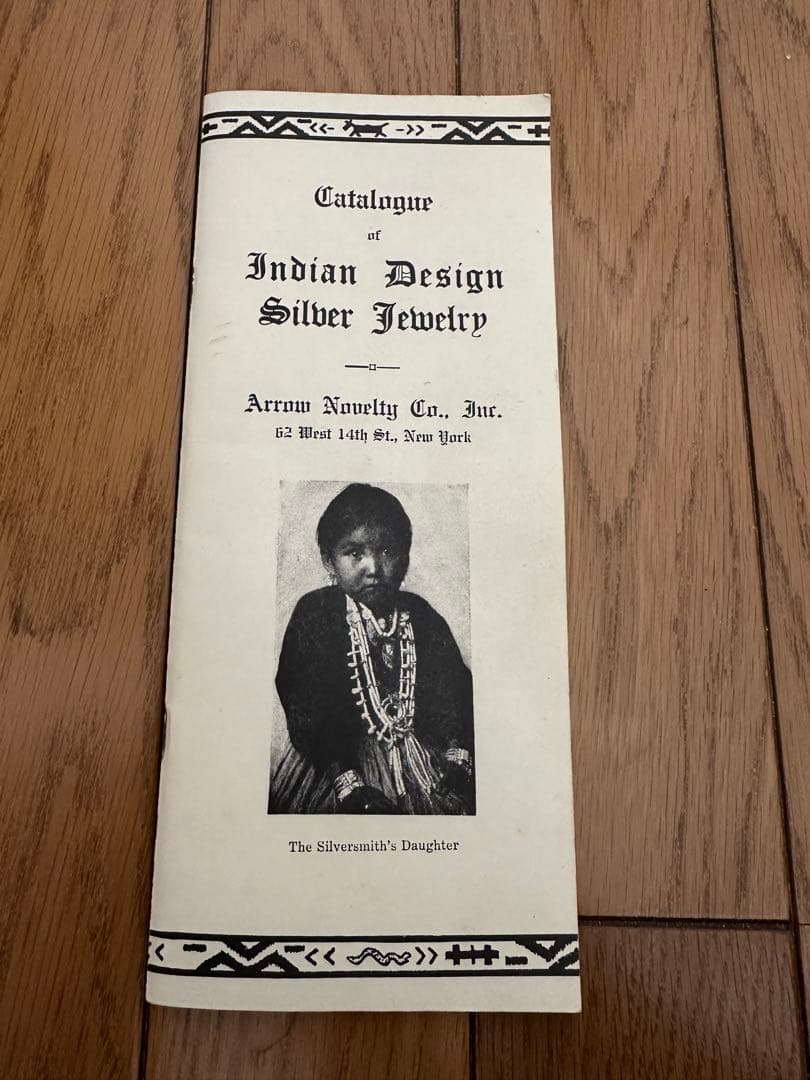 Catalogue
of
Indian Design
Silver Jewelry
Arrow Novelty Co., Inc.
62 West 14th St., New York
The Silversmith's Daughter